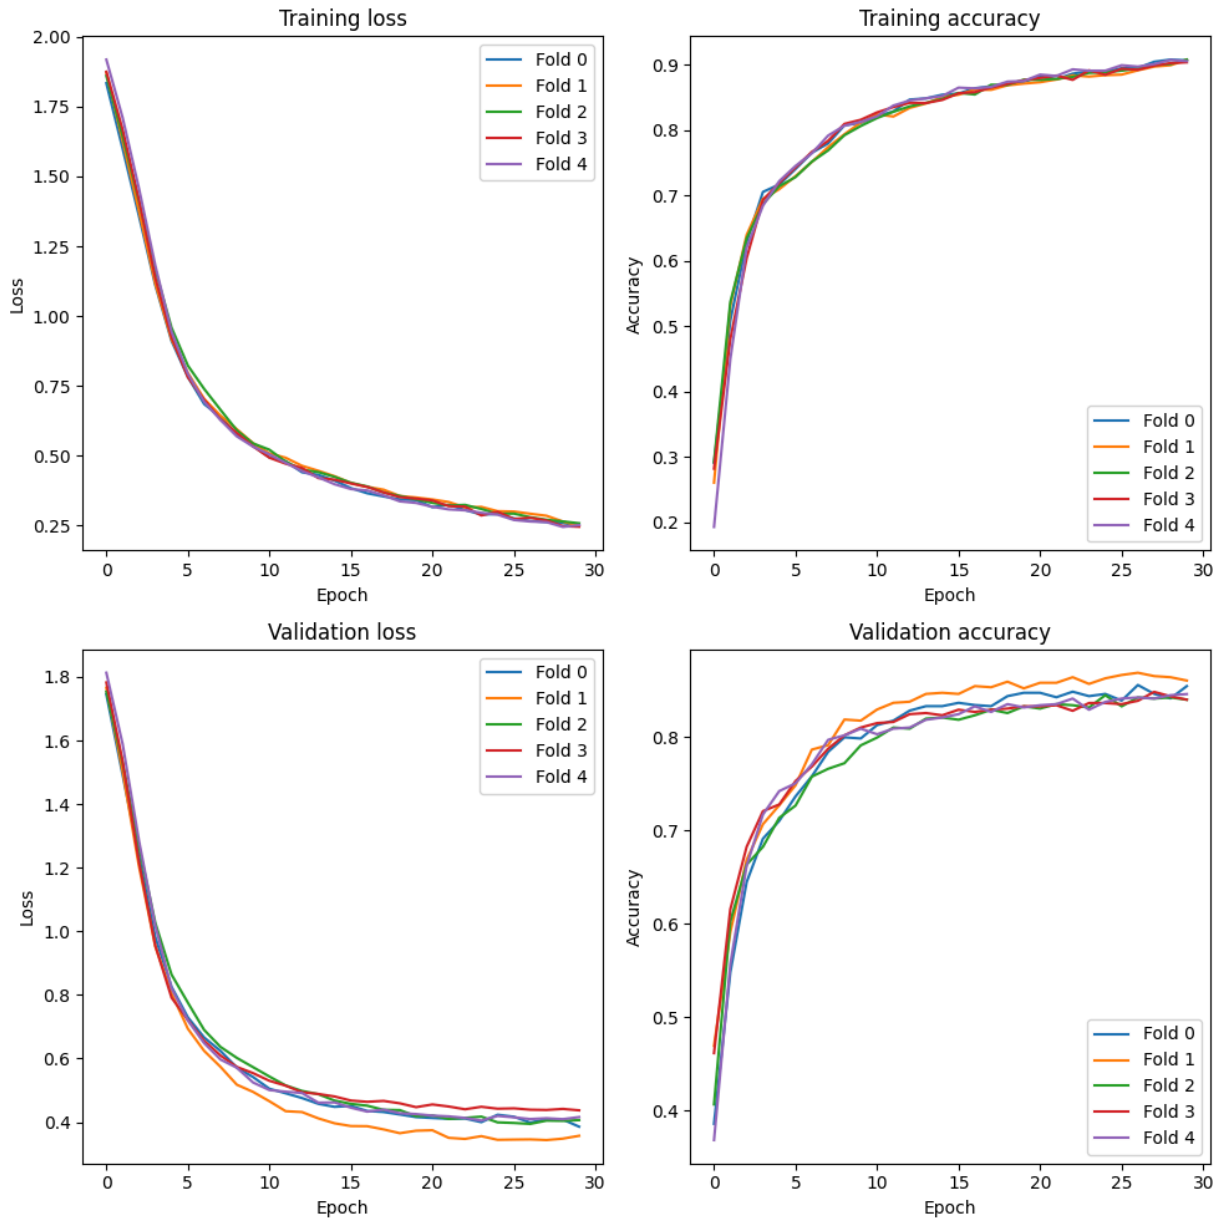 Training loss
Loss
2.00
1.75
1.50
1.25
1.00
0.75
0.50
0.25
Fold 0
Fold 1
Fold 2
Fold 3
Fold 4
0 5 10 15 20 25 30
Epoch
Training accuracy
Accuracy
0.9
0.8
0.7
0.6
0.5
0.4
0.3
0.2
Fold 0
Fold 1
Fold 2
Fold 3
Fold 4
0 5 10 15 20 25 30
Epoch
Validation loss
Loss
1.8
1.6
1.4
1.2
1.0
0.8
0.6
0.4
Fold 0
Fold 1
Fold 2
Fold 3
Fold 4
0 5 10 15 20 25 30
Epoch
Validation accuracy
Accuracy
0.8
0.7
0.6
0.5
0.4
Fold 0
Fold 1
Fold 2
Fold 3
Fold 4
0 5 10 15 20 25 30
Epoch